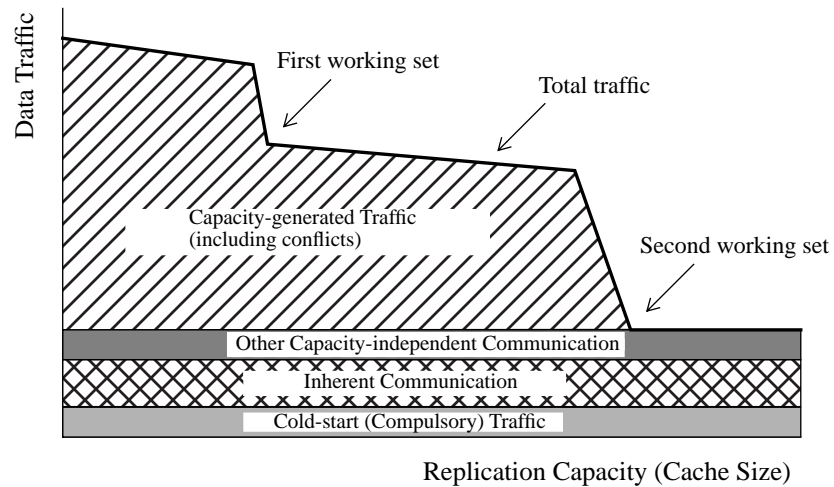 Data Traffic
First working set
Total traffic
Capacity-generated Traffic
(including conflicts)
Second working set
Other Capacity-independent Communication
Inherent Communication
Cold-start (Compulsory) Traffic
Replication Capacity (Cache Size)